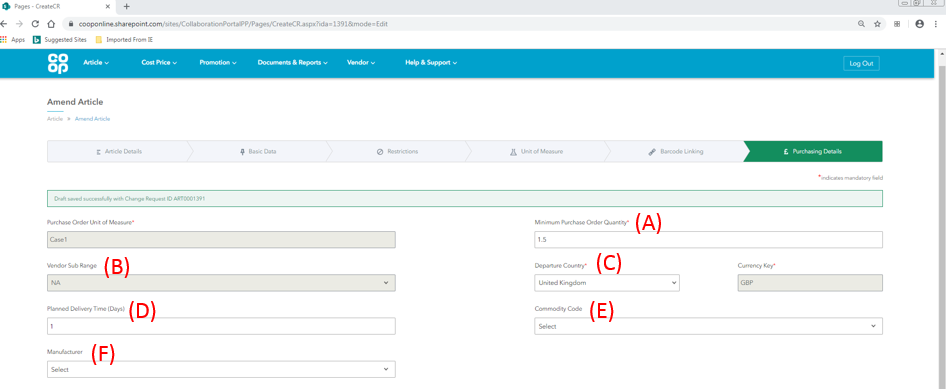 Pages - CreateCR
cooponline.sharepoint.com/sites/CollaborationPortalPP/Pages/CreateCR.aspx?ida=1391&mode=Edit
Apps Suggested Sites Imported From IE
co op
Article Cost Price Promotion Documents & Reports Vendor Help & Support Log Out
Amend Article
Article » Amend Article
Article Details Basic Data Restrictions Unit of Measure Barcode Linking £ Purchasing Details
*indicates mandatory field
Draft saved successfully with Change Request ID ART0001391
Purchase Order Unit of Measure* Minimum Purchase Order Quantity* (A)
Case1 1.5
Vendor Sub Range (B) Departure Country* (C) Currency Key*
NA United Kingdom GBP
Planned Delivery Time (Days) (D) Commodity Code (E)
1 Select
Manufacturer (F)
Select